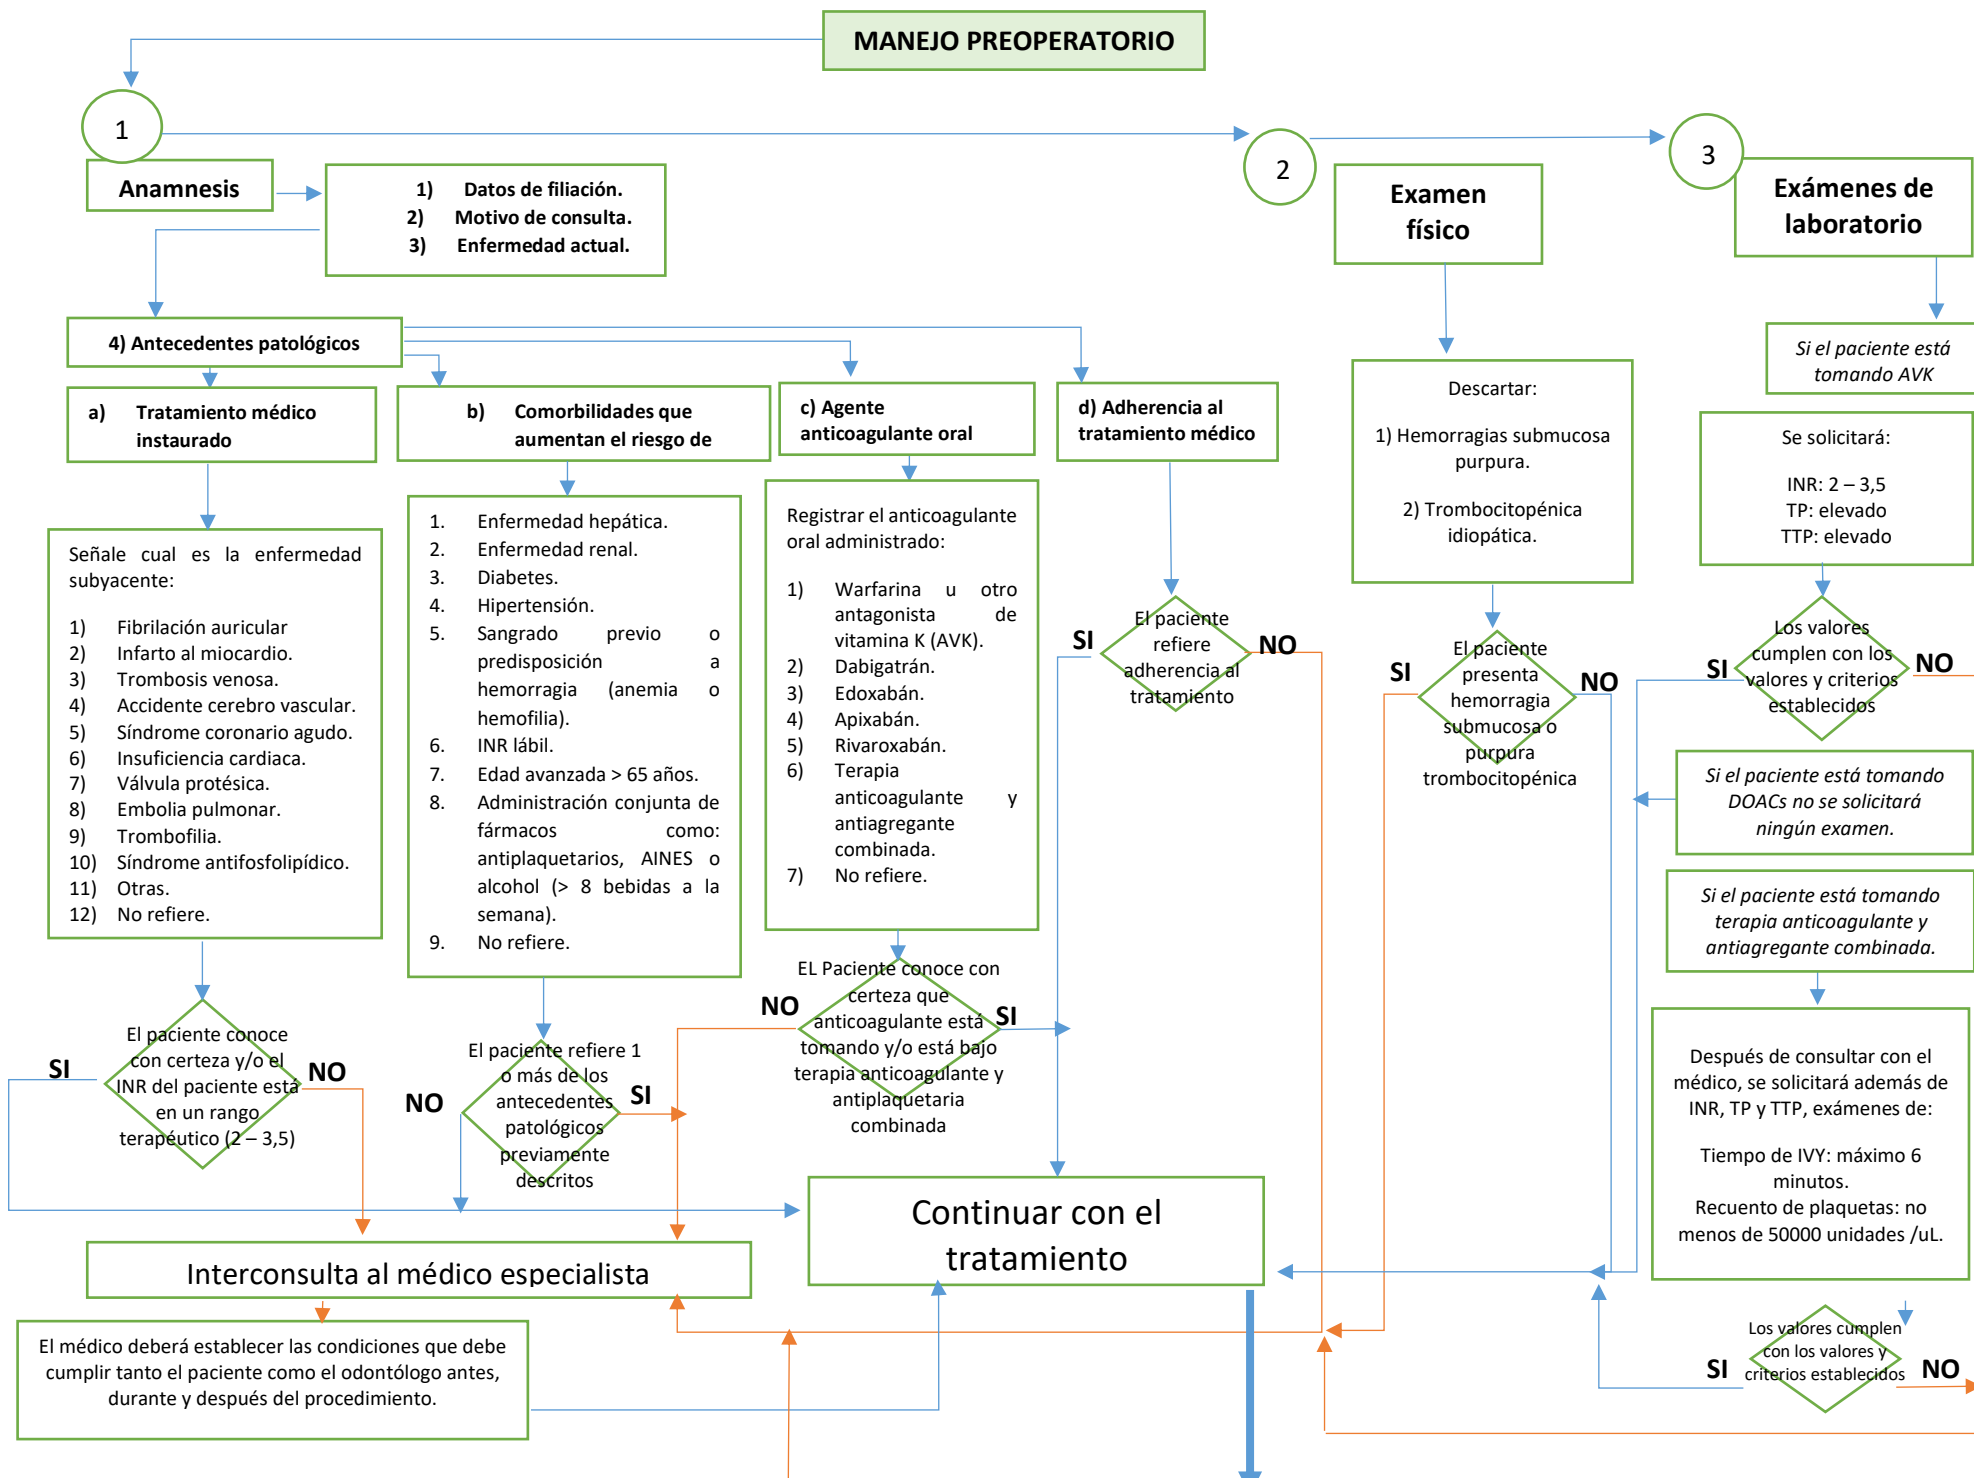 MANEJO PREOPERATORIO
1
Anamnesis
1) Datos de filiación.
2) Motivo de consulta.
3) Enfermedad actual.
2
Examen
físico
3
Exámenes de
laboratorio
4) Antecedentes patológicos
a) Tratamiento médico
instaurado
b) Comorbilidades que
aumentan el riesgo de
c) Agente
anticoagulante oral
d) Adherencia al
tratamiento médico
Señale cual es la enfermedad
subyacente:
1) Fibrilación auricular
2) Infarto al miocardio.
3) Trombosis venosa.
4) Accidente cerebro vascular.
5) Síndrome coronario agudo.
6) Insuficiencia cardiaca.
7) Válvula protésica.
8) Embolia pulmonar.
9) Trombofilia.
10) Síndrome antifosfolipídico.
11) Otras.
12) No refiere.
1. Enfermedad hepática.
2. Enfermedad renal.
3. Diabetes.
4. Hipertensión.
5. Sangrado previo o
predisposición a
hemorragia (anemia o
hemofilia).
6. INR lábil.
7. Edad avanzada > 65 años.
8. Administración conjunta de
fármacos como:
antiplaquetarios, AINES o
alcohol (> 8 bebidas a la
semana).
9. No refiere.
Registrar el anticoagulante
oral administrado:
1) Warfarina u otro
antagonista de
vitamina K (AVK).
2) Dabigatrán.
3) Edoxabán.
4) Apixabán.
5) Rivaroxabán.
6) Terapia
anticoagulante y
antiagregante
combinada.
7) No refiere.
SI
El paciente
refiere
adherencia al
tratamiento
NO
Descartar:
1) Hemorragias submucosa
purpura.
2) Trombocitopénica
idiopática.
SI
El paciente
presenta
hemorragia
submucosa o
purpura
trombocitopénica
NO
Si el paciente está
tomando AVK
Se solicitará:
INR: 2 – 3,5
TP: elevado
TTP: elevado
SI
Los valores
cumplen con los
valores y criterios
establecidos
NO
Si el paciente está tomando
DOACs no se solicitará
ningún examen.
Si el paciente está tomando
terapia anticoagulante y
antiagregante combinada.
Después de consultar con el
médico, se solicitará además de
INR, TP y TTP, exámenes de:
Tiempo de IVY: máximo 6
minutos.
Recuento de plaquetas: no
menos de 50000 unidades /uL.
SI
Los valores cumplen
con los valores y
criterios establecidos
NO
SI
El paciente conoce
con certeza y/o el
INR del paciente está
en un rango
terapéutico (2 – 3,5)
NO
NO
El paciente refiere 1
o más de los
antecedentes
patológicos
previamente
descritos
SI
NO
EL Paciente conoce con
certeza que
anticoagulante está
tomando y/o está bajo
terapia anticoagulante y
antiplaquetaria
combinada
SI
Continuar con el
tratamiento
Interconsulta al médico especialista
El médico deberá establecer las condiciones que debe
cumplir tanto el paciente como el odontólogo antes,
durante y después del procedimiento.